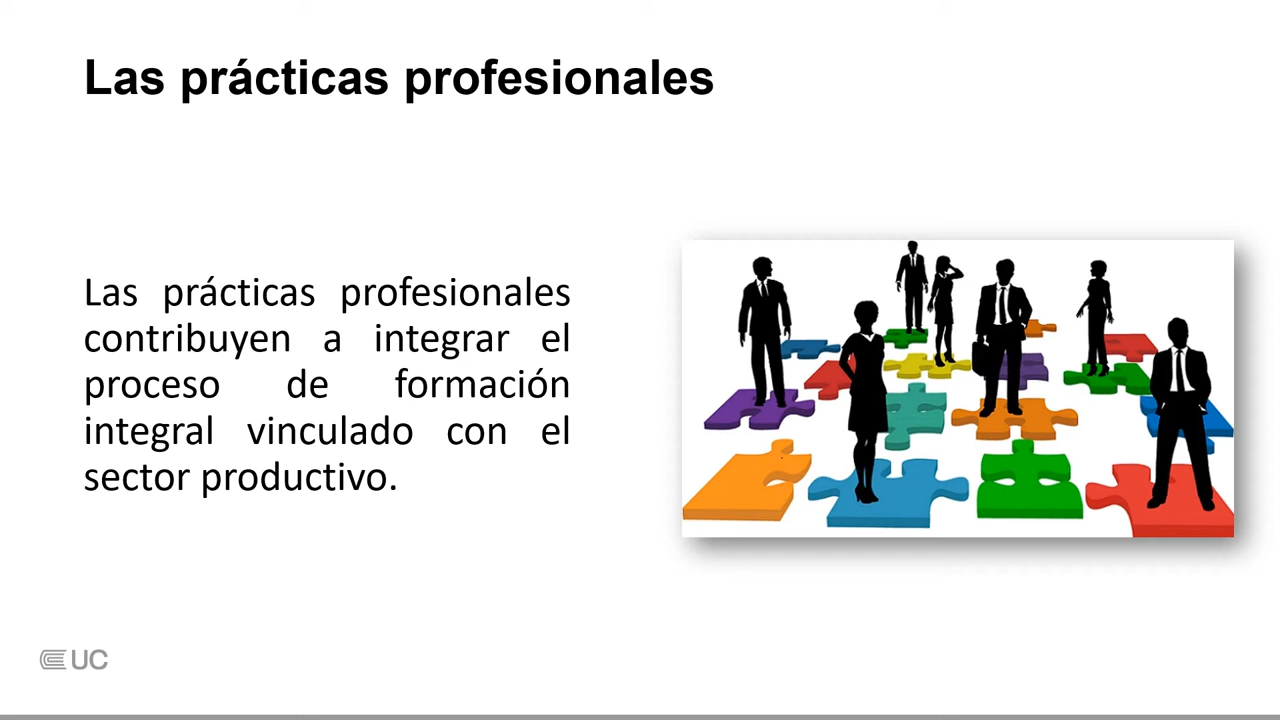 Las prácticas profesionales
Las prácticas profesionales
contribuyen a integrar el
proceso de formación
integral vinculado con el
sector productivo.
UC